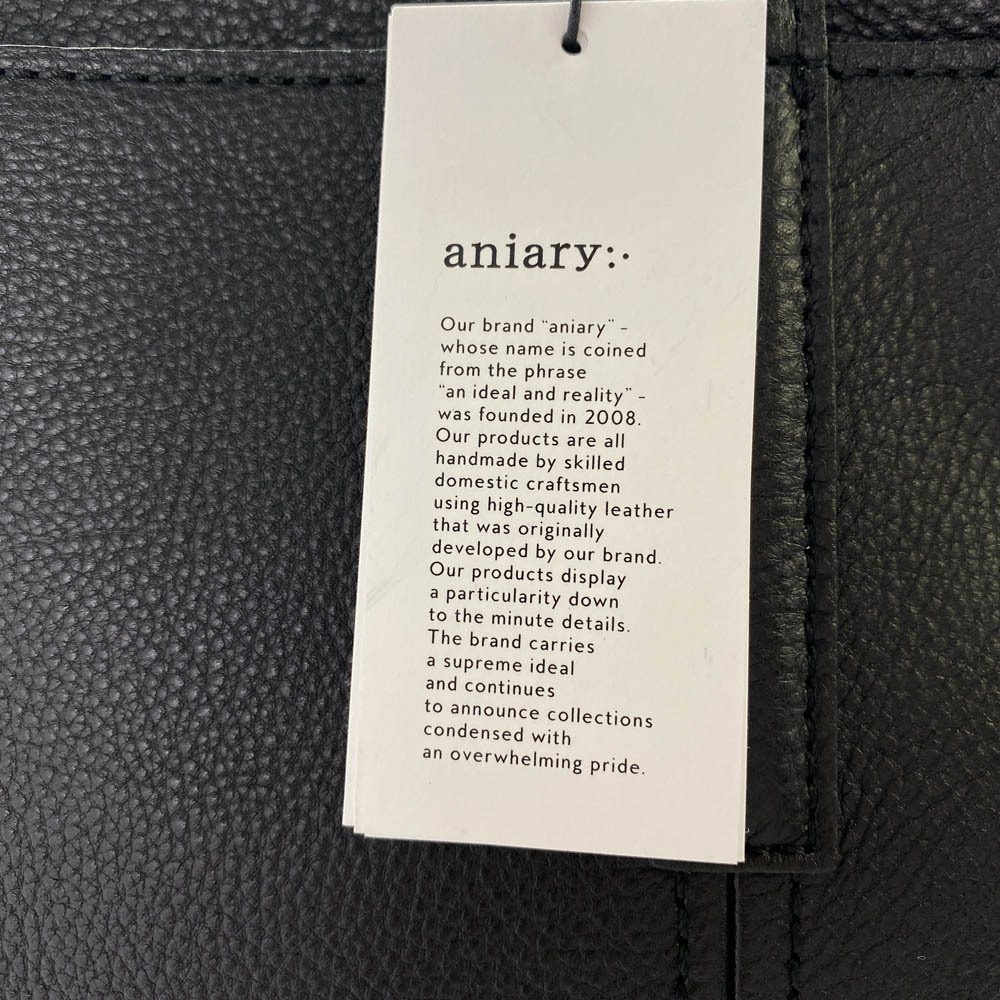 aniary:·
Our brand “aniary” –
whose name is coined
from the phrase
“an ideal and reality” –
was founded in 2008.
Our products are all
handmade by skilled
domestic craftsmen
using high-quality leather
that was originally
developed by our brand.
Our products display
a particularity down
to the minute details.
The brand carries
a supreme ideal
and continues
to announce collections
condensed with
an overwhelming pride.